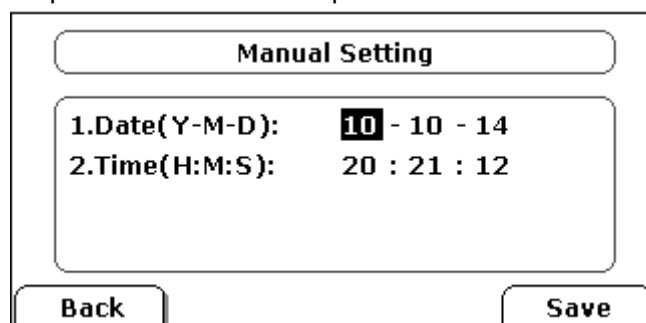 Manual Setting
1.Date(Y-M-D): 10 - 10 - 14
2.Time(H:M:S): 20 : 21 : 12
Back Save